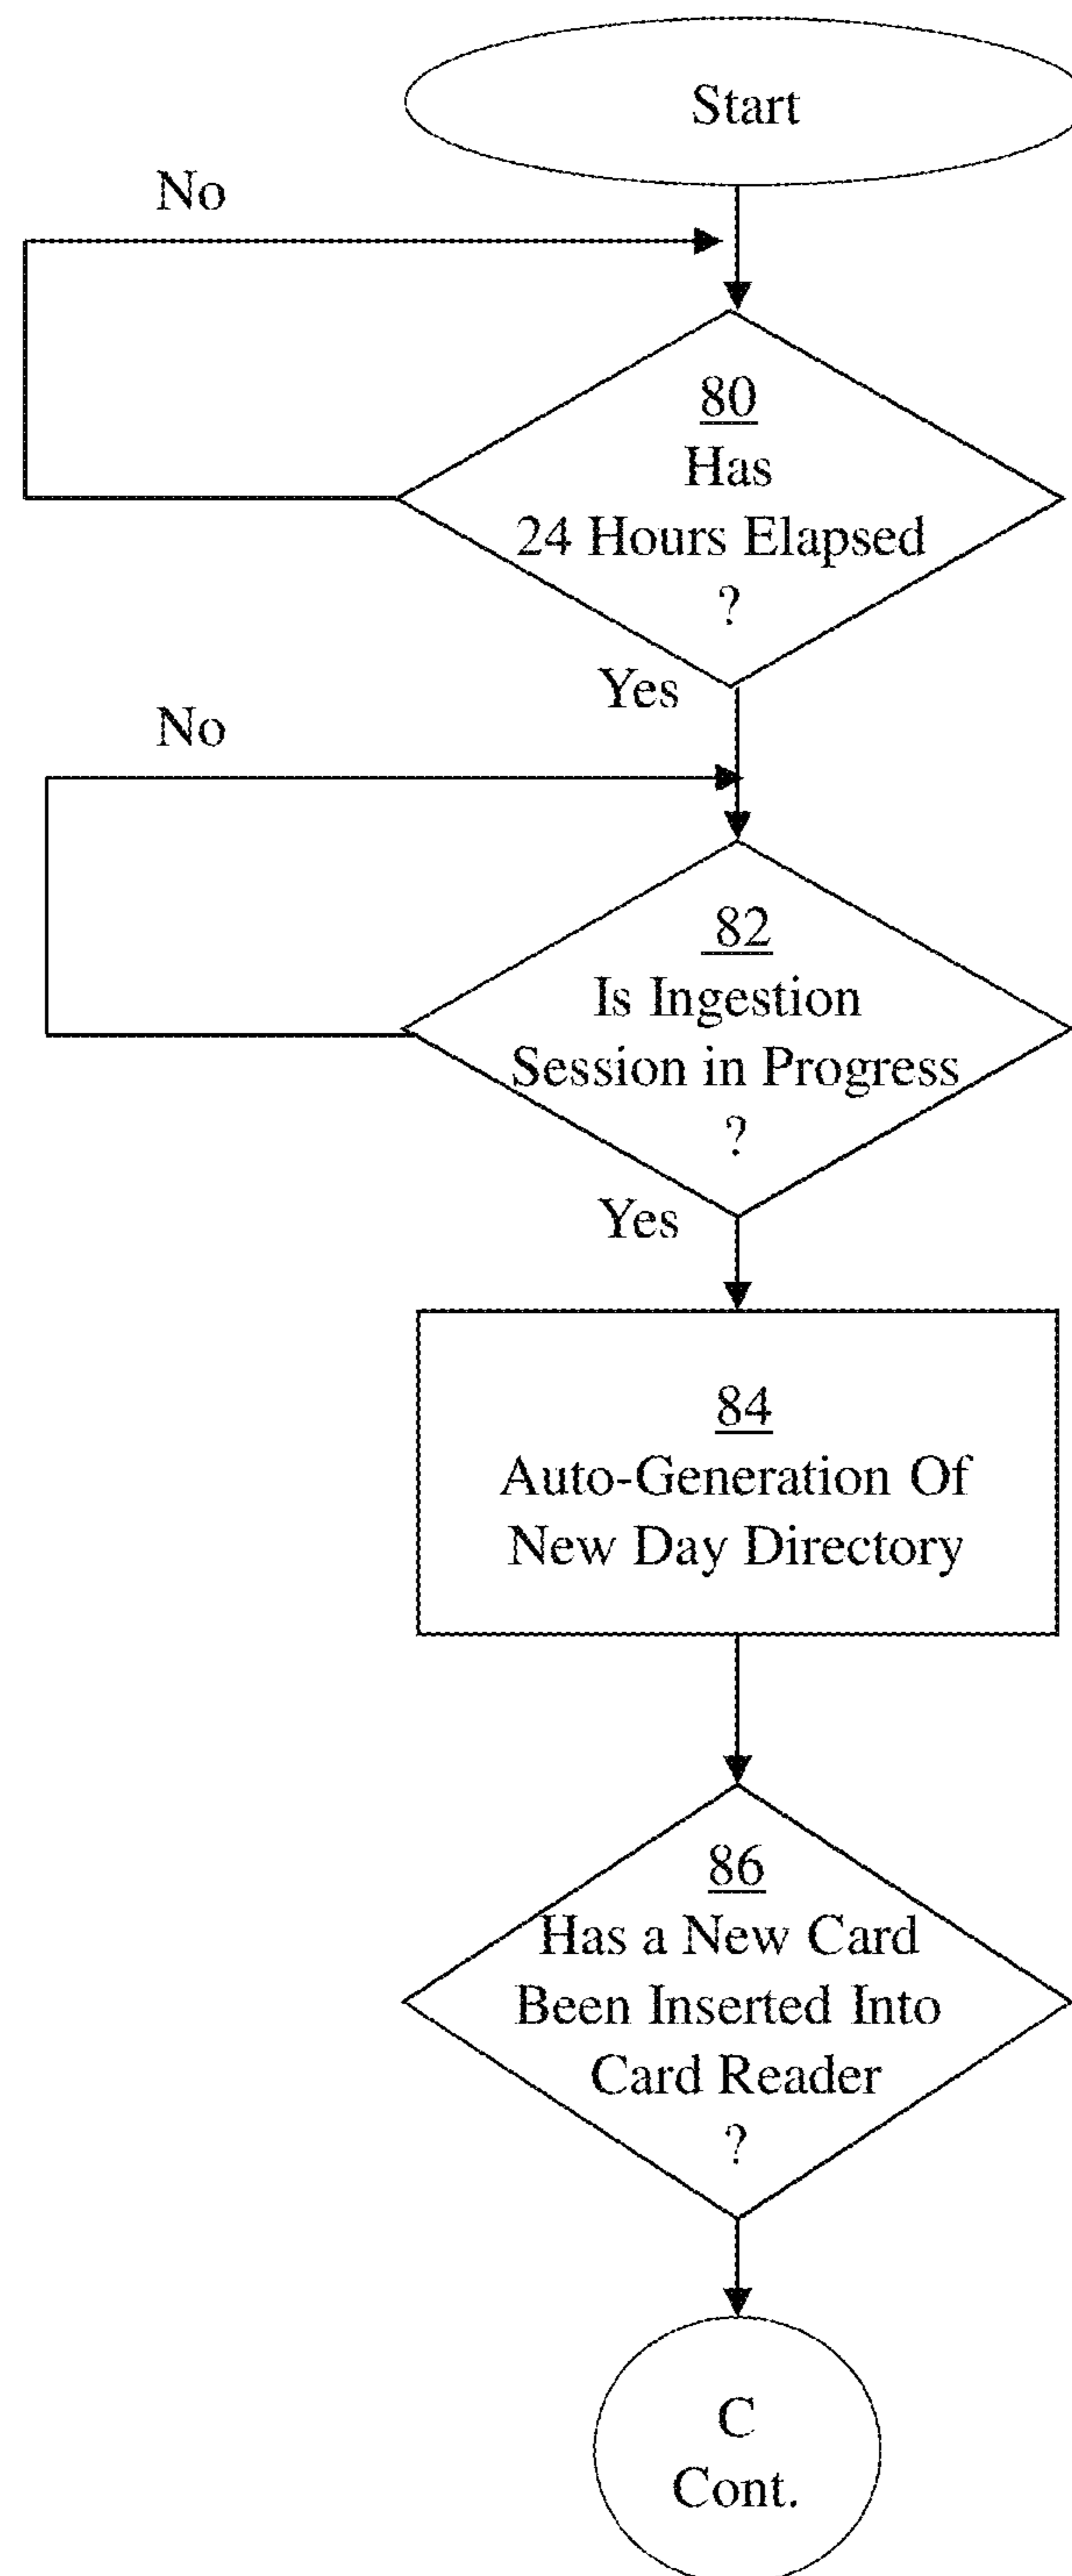 Start
No
80
Has
24 Hours Elapsed
?
Yes
No
82
Is Ingestion
Session in Progress
?
Yes
84
Auto-Generation Of
New Day Directory
86
Has a New Card
Been Inserted Into
Card Reader
?
C
Cont.